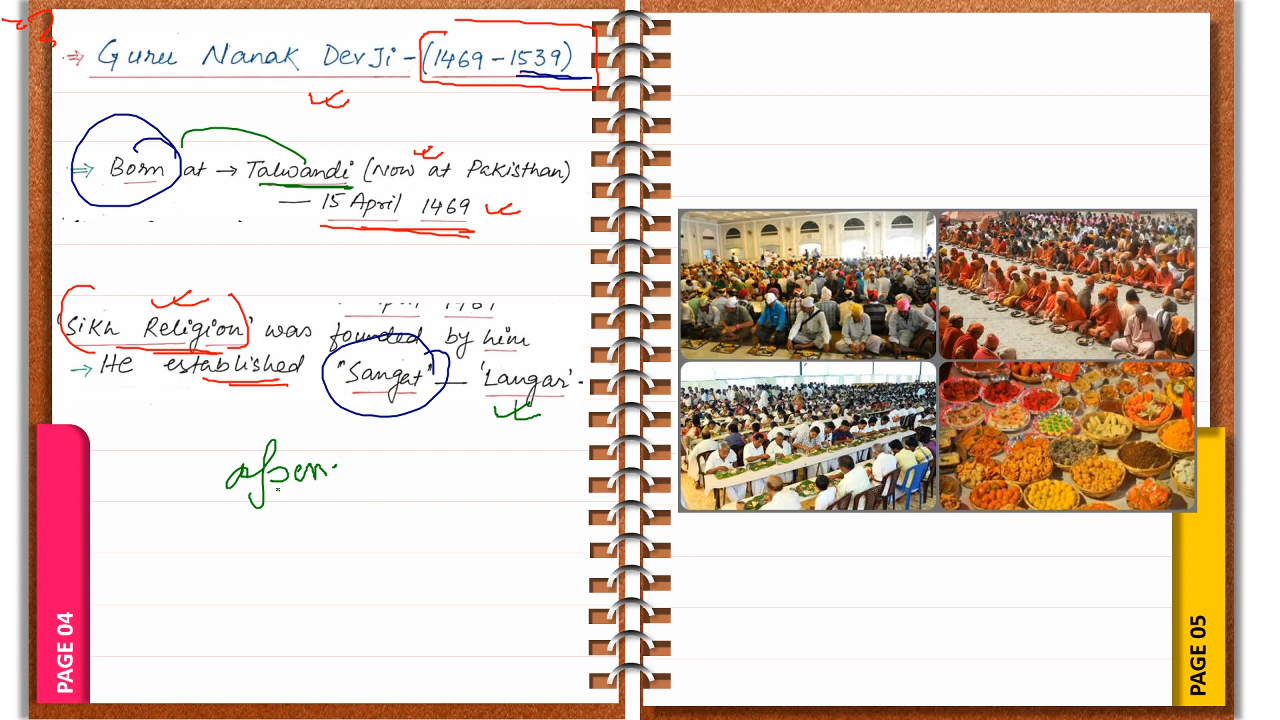 ⇒ Guru Nanak Dev Ji - (1469 - 1539)
⇒ Born at → Talwandi (Now at Pakisthan)
— 15 April 1469
'Sikh Religion' was founded by him
→ He established "Sangat" — 'Langar'.
PAGE 04
PAGE 05